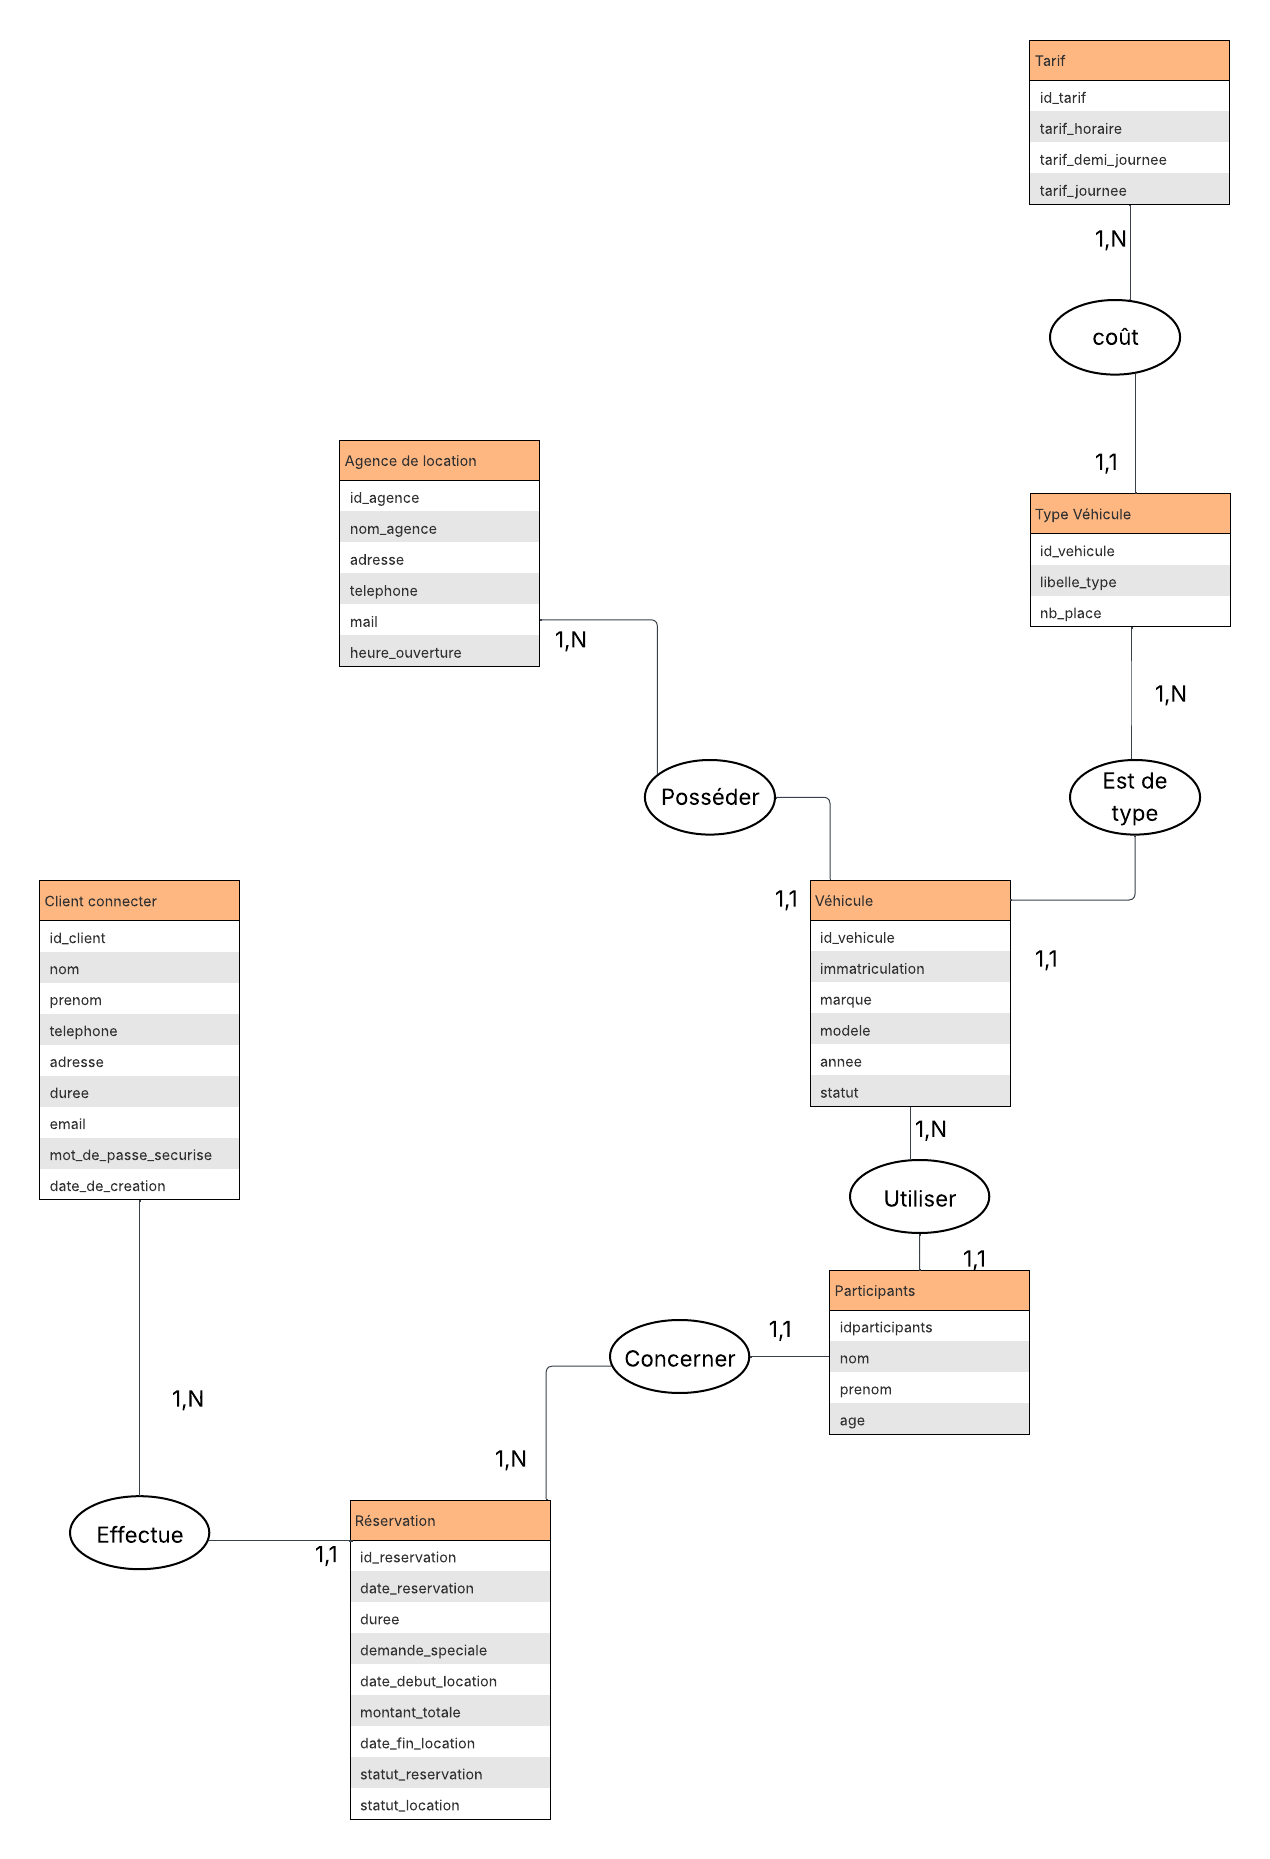 Tarif
id_tarif
tarif_horaire
tarif_demi_journee
tarif_journee
1,N
coût
1,1
Type Véhicule
id_vehicule
libelle_type
nb_place
1,N
Est de
type
Agence de location
id_agence
nom_agence
adresse
telephone
mail
heure_ouverture
1,N
Posséder
1,1
Véhicule
id_vehicule
immatriculation
marque
modele
annee
statut
1,1
1,N
Utiliser
1,1
Participants
idparticipants
nom
prenom
age
1,1
Concerner
1,N
Client connecter
id_client
nom
prenom
telephone
adresse
duree
email
mot_de_passe_securise
date_de_creation
1,N
Effectue
1,1
Réservation
id_reservation
date_reservation
duree
demande_speciale
date_debut_location
montant_totale
date_fin_location
statut_reservation
statut_location